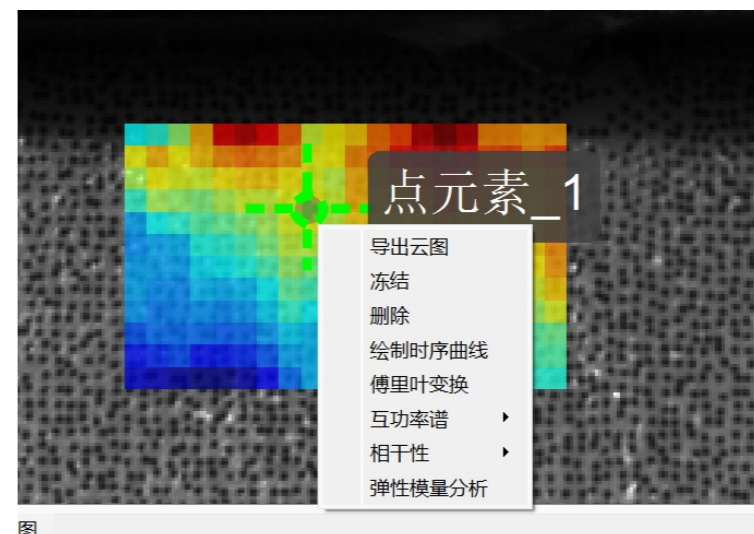 点元素_1
导出云图
冻结
删除
绘制时序曲线
傅里叶变换
互功率谱
相干性
弹性模量分析
图